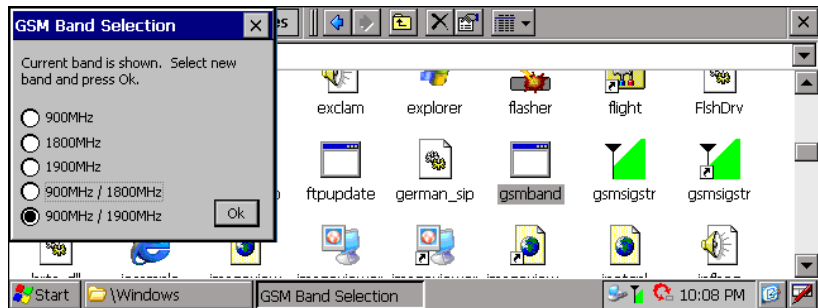 GSM Band Selection
Current band is shown. Select new
band and press Ok.
900MHz
1800MHz
1900MHz
900MHz / 1800MHz
900MHz / 1900MHz
Ok
exclam explorer flasher flight FlshDrv
ftpupdate german_sip gsmband gsmsigstr gsmsigstr
Start \Windows GSM Band Selection 10:08 PM